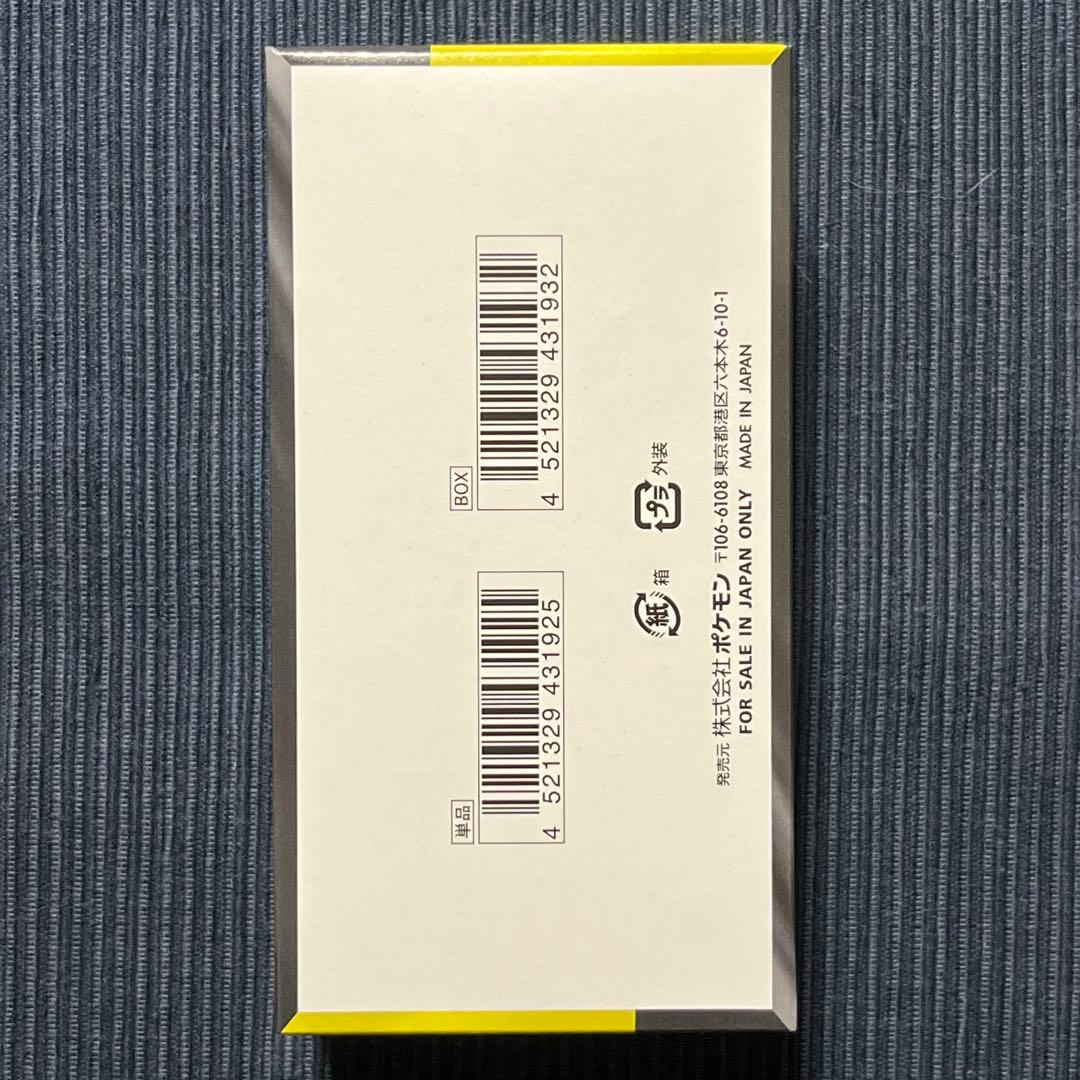 単品
4 521329 431925
BOX
4 521329 431932
紙 箱
プラ 外装
発売元 株式会社ポケモン 〒106-6108 東京都港区六本木6-10-1
FOR SALE IN JAPAN ONLY MADE IN JAPAN